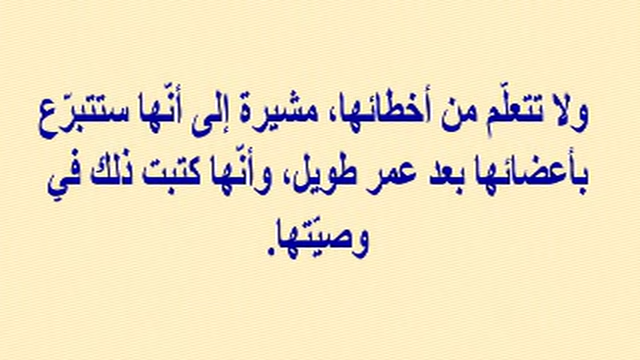 ولا تتعلّم من أخطائها، مشيرة إلى أنّها ستتبرّع
بأعضائها بعد عمر طويل، وأنّها كتبت ذلك في
وصيّتها.